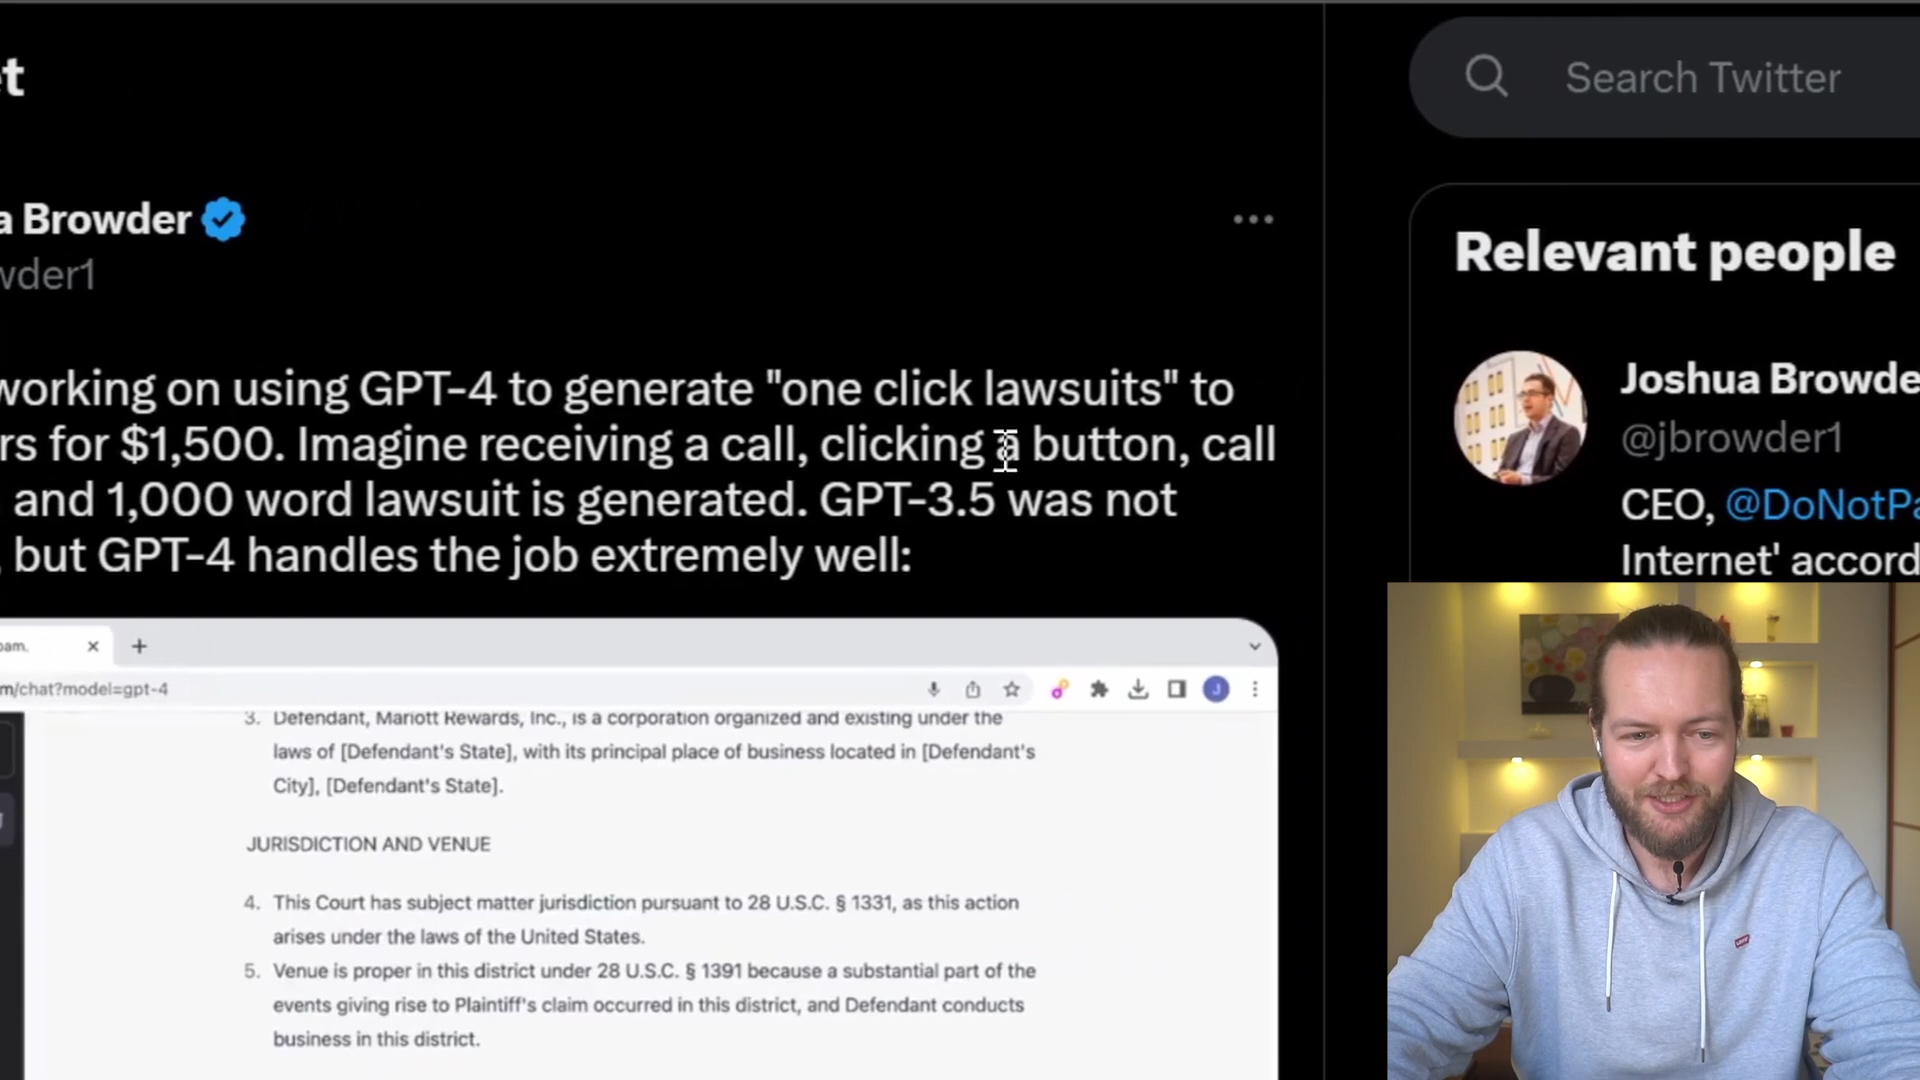 et
Search Twitter
a Browder
wder1
Relevant people
working on using GPT-4 to generate "one click lawsuits" to
rs for $1,500. Imagine receiving a call, clicking a button, call
and 1,000 word lawsuit is generated. GPT-3.5 was not
, but GPT-4 handles the job extremely well:
Joshua Browde
@jbrowder1
CEO, @DoNotPa
Internet' accord
pam.
m/chat?model=gpt-4
J
3. Defendant, Mariott Rewards, Inc., is a corporation organized and existing under the
laws of [Defendant's State], with its principal place of business located in [Defendant's
City], [Defendant's State].
JURISDICTION AND VENUE
4. This Court has subject matter jurisdiction pursuant to 28 U.S.C. § 1331, as this action
arises under the laws of the United States.
5. Venue is proper in this district under 28 U.S.C. § 1391 because a substantial part of the
events giving rise to Plaintiff's claim occurred in this district, and Defendant conducts
business in this district.